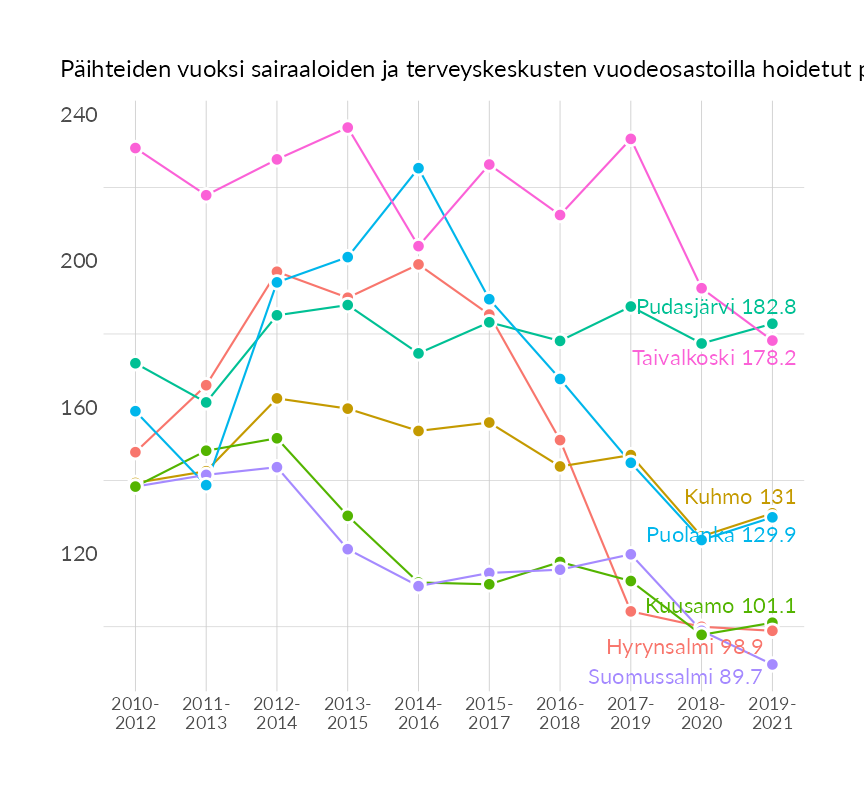 Päihteiden vuoksi sairaaloiden ja terveyskeskusten vuodeosastoilla hoidetut
240
200
160
120
Pudasjärvi 182.8
Taivalkoski 178.2
Kuhmo 131
Puolanka 129.9
Kuusamo 101.1
Hyrynsalmi 98.9
Suomussalmi 89.7
2010- 2011- 2012- 2013- 2014- 2015- 2016- 2017- 2018- 2019-
2012 2013 2014 2015 2016 2017 2018 2019 2020 2021